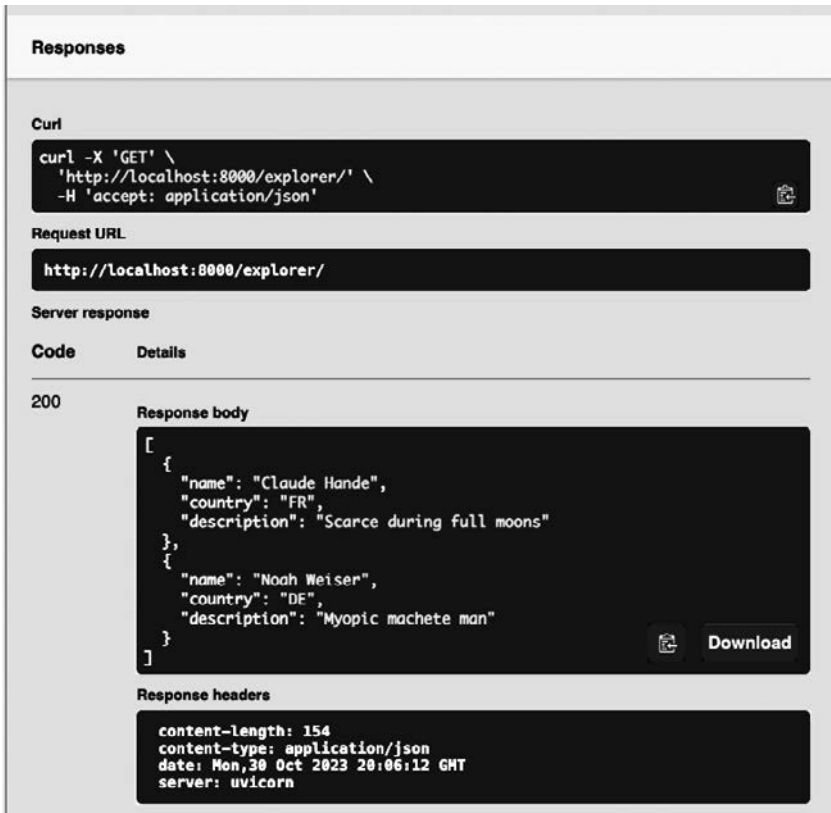 Responses
Curl
curl -X 'GET' \
'http://localhost:8000/explorer/' \
-H 'accept: application/json'
Request URL
http://localhost:8000/explorer/
Server response
Code Details
200
Response body
[
{
"name": "Claude Hande",
"country": "FR",
"description": "Scarce during full moons"
},
{
"name": "Noah Weiser",
"country": "DE",
"description": "Myopic machete man"
}
]
Download
Response headers
content-length: 154
content-type: application/json
date: Mon,30 Oct 2023 20:06:12 GMT
server: uvicorn